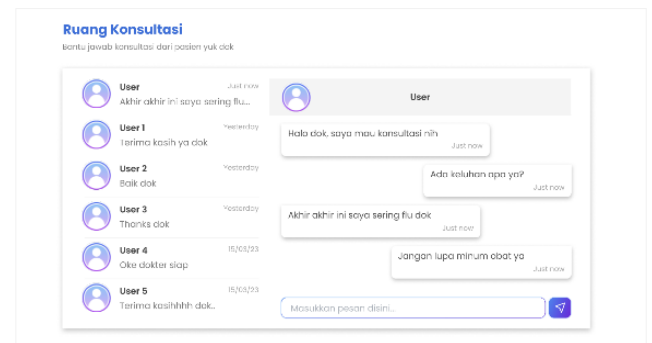 Ruang Konsultasi
Bantu jawab konsultasi dari pasien yuk dok
User
Just now
Akhir akhir ini saya sering flu...
User 1
Yesterday
Terima kasih ya dok
User 2
Yesterday
Baik dok
User 3
Yesterday
Thanks dok
User 4
15/03/23
Oke dokter siap
User 5
15/03/23
Terima kasihhhh dok..
User
Halo dok, saya mau konsultasi nih
Just now
Ada keluhan apa ya?
Just now
Akhir akhir ini saya sering flu dok
Just now
Jangan lupa minum obat ya
Just now
Masukkan pesan disini...